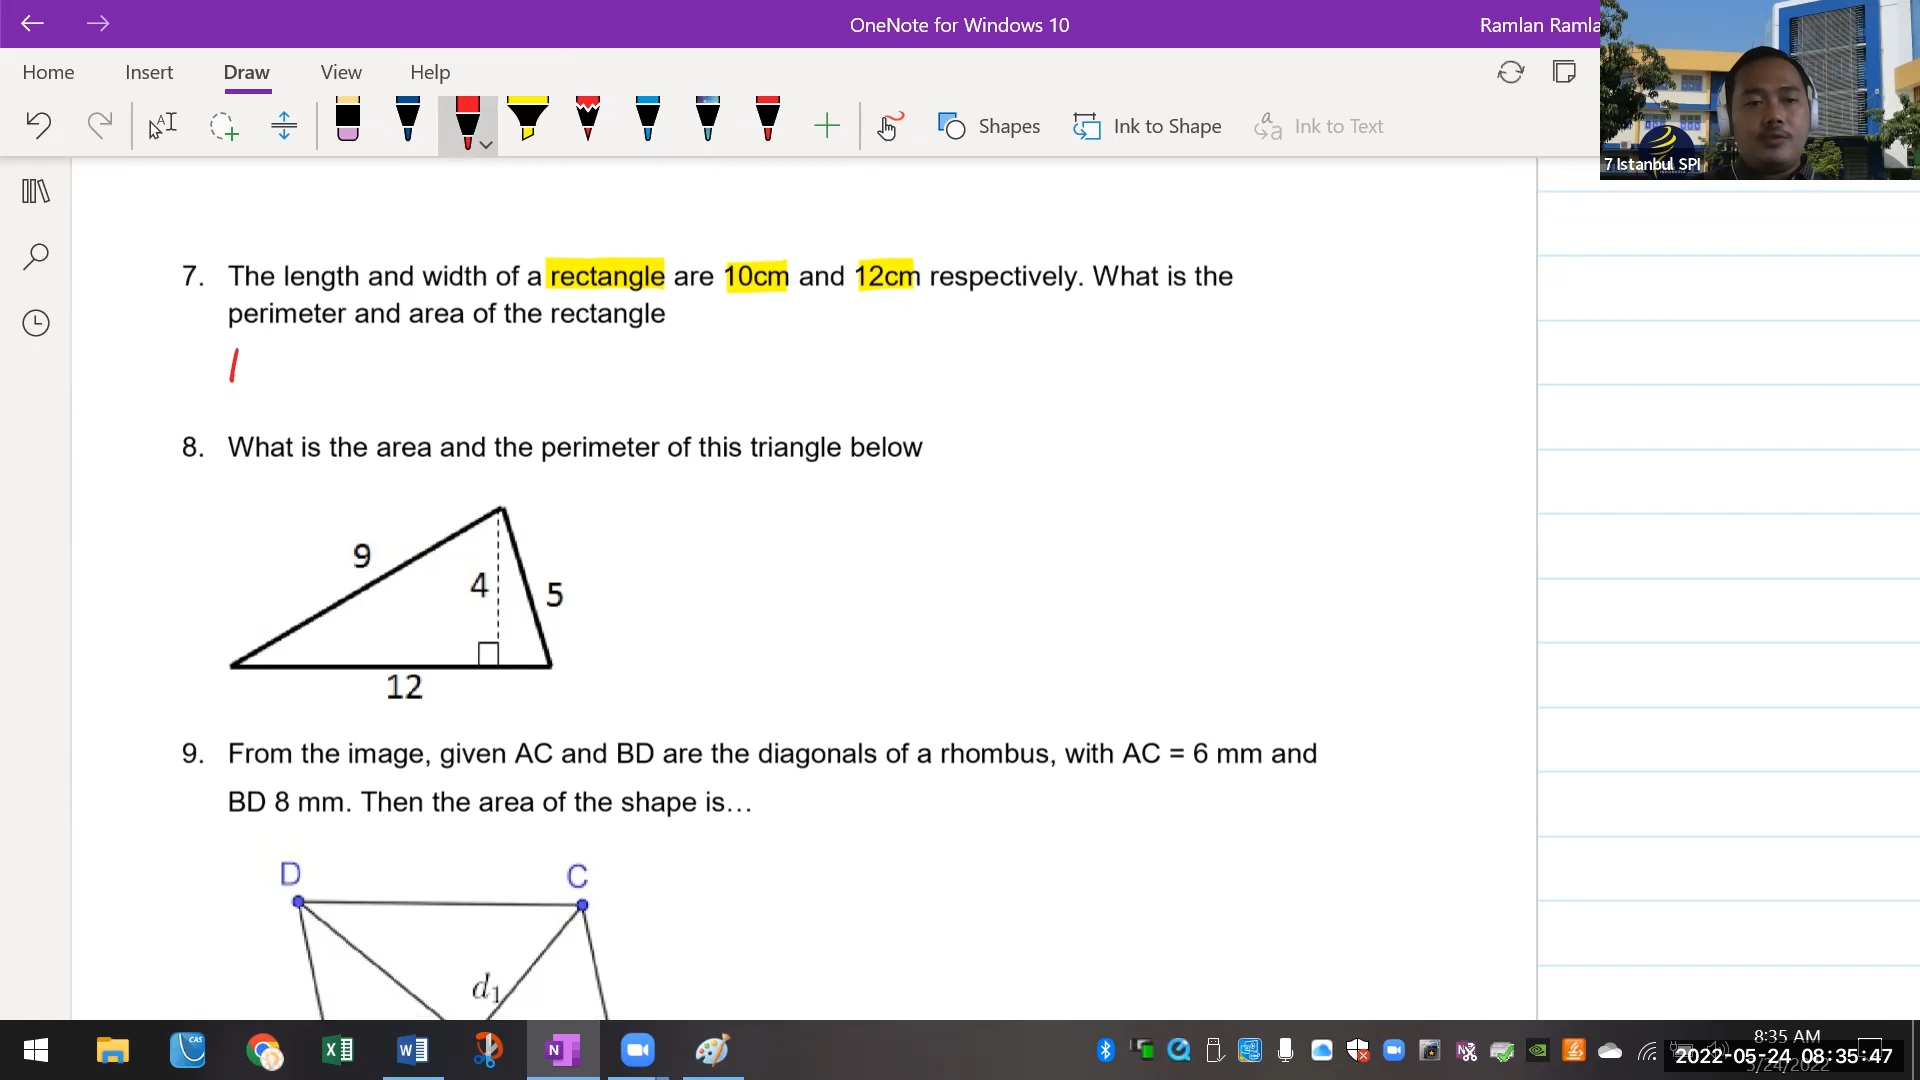 OneNote for Windows 10
Ramlan Ramla
Home Insert Draw View Help
Shapes Ink to Shape Ink to Text
7 Istanbul SPI
7. The length and width of a rectangle are 10cm and 12cm respectively. What is the
perimeter and area of the rectangle
8. What is the area and the perimeter of this triangle below
9
4
5
12
9. From the image, given AC and BD are the diagonals of a rhombus, with AC = 6 mm and
BD 8 mm. Then the area of the shape is…
D C
d₁
8:35 AM
2022-05-24 08:35:47
5/24/2022